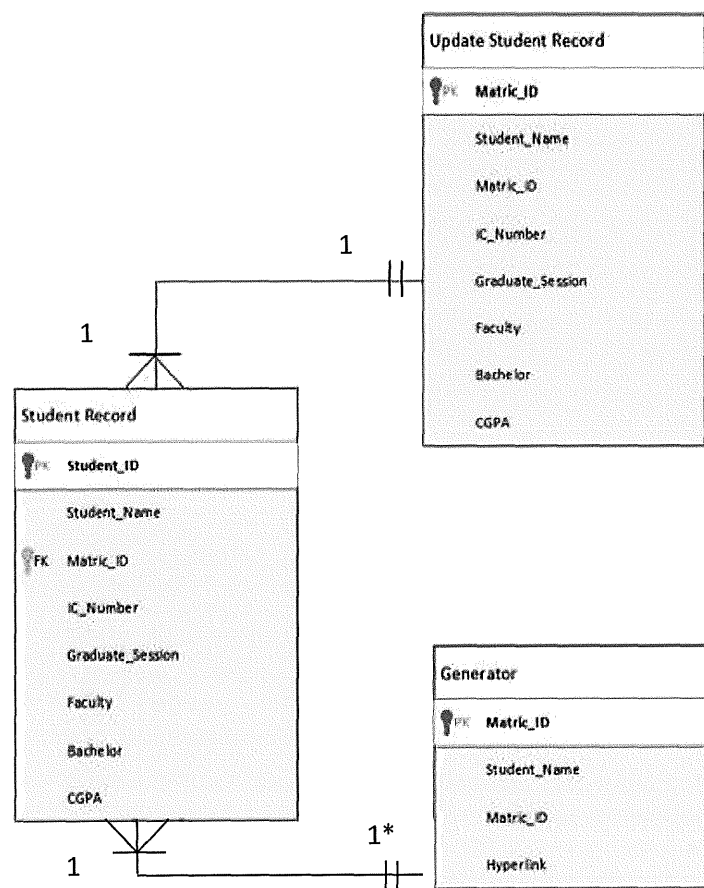 Update Student Record
PK Matric_ID
Student_Name
Matric_ID
IC_Number
Graduate_Session
Faculty
Bachelor
CGPA
1
1
Student Record
PK Student_ID
Student_Name
FK Matric_ID
IC_Number
Graduate_Session
Faculty
Bachelor
CGPA
1
1*
Generator
PK Matric_ID
Student_Name
Matric_ID
Hyperlink